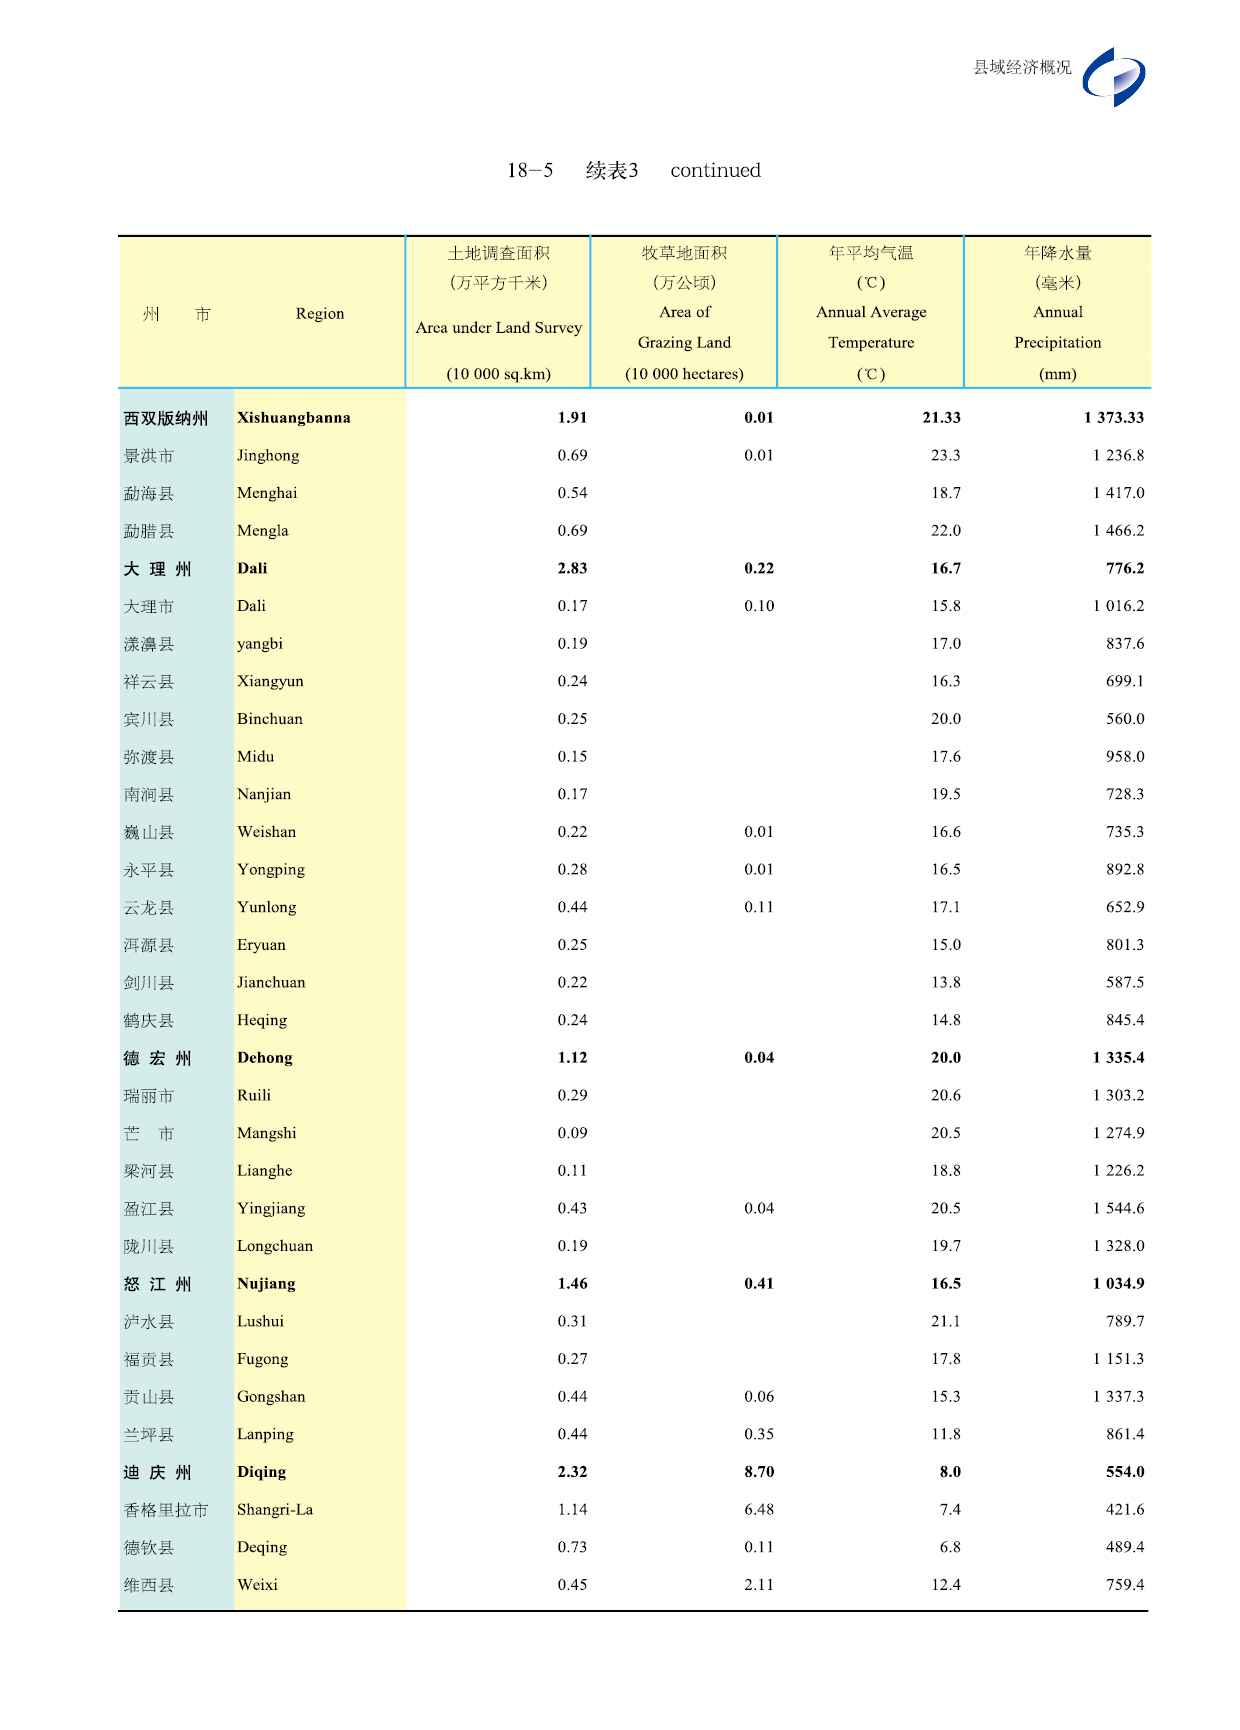 县域经济概况
18—5 续表3 continued
州 市 Region 土地调查面积 (万平方千米) Area under Land Survey (10 000 sq.km) 牧草地面积 (万公顷) Area of Grazing Land (10 000 hectares) 年平均气温 (℃) Annual Average Temperature (℃) 年降水量 (毫米) Annual Precipitation (mm)
西双版纳州 Xishuangbanna 1.91 0.01 21.33 1 373.33
景洪市 Jinghong 0.69 0.01 23.3 1 236.8
勐海县 Menghai 0.54 18.7 1 417.0
勐腊县 Mengla 0.69 22.0 1 466.2
大 理 州 Dali 2.83 0.22 16.7 776.2
大理市 Dali 0.17 0.10 15.8 1 016.2
漾濞县 yangbi 0.19 17.0 837.6
祥云县 Xiangyun 0.24 16.3 699.1
宾川县 Binchuan 0.25 20.0 560.0
弥渡县 Midu 0.15 17.6 958.0
南涧县 Nanjian 0.17 19.5 728.3
巍山县 Weishan 0.22 0.01 16.6 735.3
永平县 Yongping 0.28 0.01 16.5 892.8
云龙县 Yunlong 0.44 0.11 17.1 652.9
洱源县 Eryuan 0.25 15.0 801.3
剑川县 Jianchuan 0.22 13.8 587.5
鹤庆县 Heqing 0.24 14.8 845.4
德 宏 州 Dehong 1.12 0.04 20.0 1 335.4
瑞丽市 Ruili 0.29 20.6 1 303.2
芒 市 Mangshi 0.09 20.5 1 274.9
梁河县 Lianghe 0.11 18.8 1 226.2
盈江县 Yingjiang 0.43 0.04 20.5 1 544.6
陇川县 Longchuan 0.19 19.7 1 328.0
怒 江 州 Nujiang 1.46 0.41 16.5 1 034.9
泸水县 Lushui 0.31 21.1 789.7
福贡县 Fugong 0.27 17.8 1 151.3
贡山县 Gongshan 0.44 0.06 15.3 1 337.3
兰坪县 Lanping 0.44 0.35 11.8 861.4
迪 庆 州 Diqing 2.32 8.70 8.0 554.0
香格里拉市 Shangri-La 1.14 6.48 7.4 421.6
德钦县 Deqing 0.73 0.11 6.8 489.4
维西县 Weixi 0.45 2.11 12.4 759.4